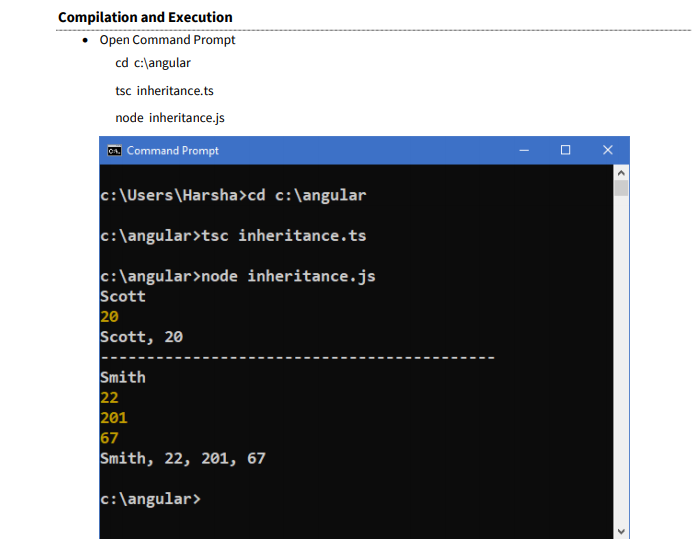 Compilation and Execution
• Open Command Prompt
cd c:\angular
tsc inheritance.ts
node inheritance.js
Command Prompt
c:\Users\Harsha>cd c:\angular
c:\angular>tsc inheritance.ts
c:\angular>node inheritance.js
Scott
20
Scott, 20
-------------------------------------------
Smith
22
201
67
Smith, 22, 201, 67
c:\angular>